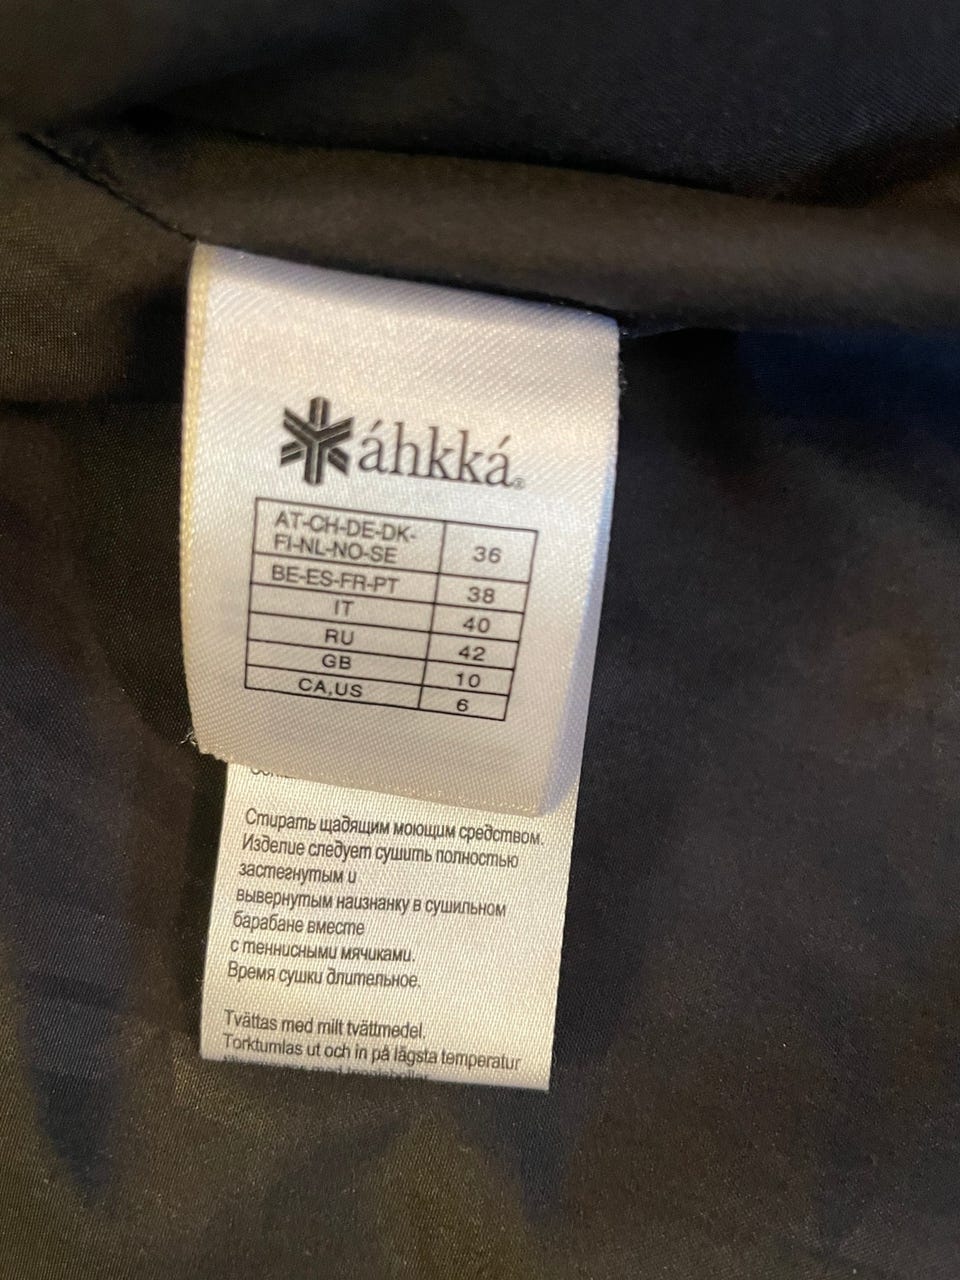 áhkká®
AT-CH-DE-DK-
FI-NL-NO-SE 36
BE-ES-FR-PT 38
IT 40
RU 42
GB 10
CA,US 6
Стирать щадящим моющим средством.
Изделие следует сушить полностью
застегнутым и
вывернутым наизнанку в сушильном
барабане вместе
с теннисными мячиками.
Время сушки длительное.
Tvättas med milt tvättmedel.
Torktumlas ut och in på lägsta temperatur